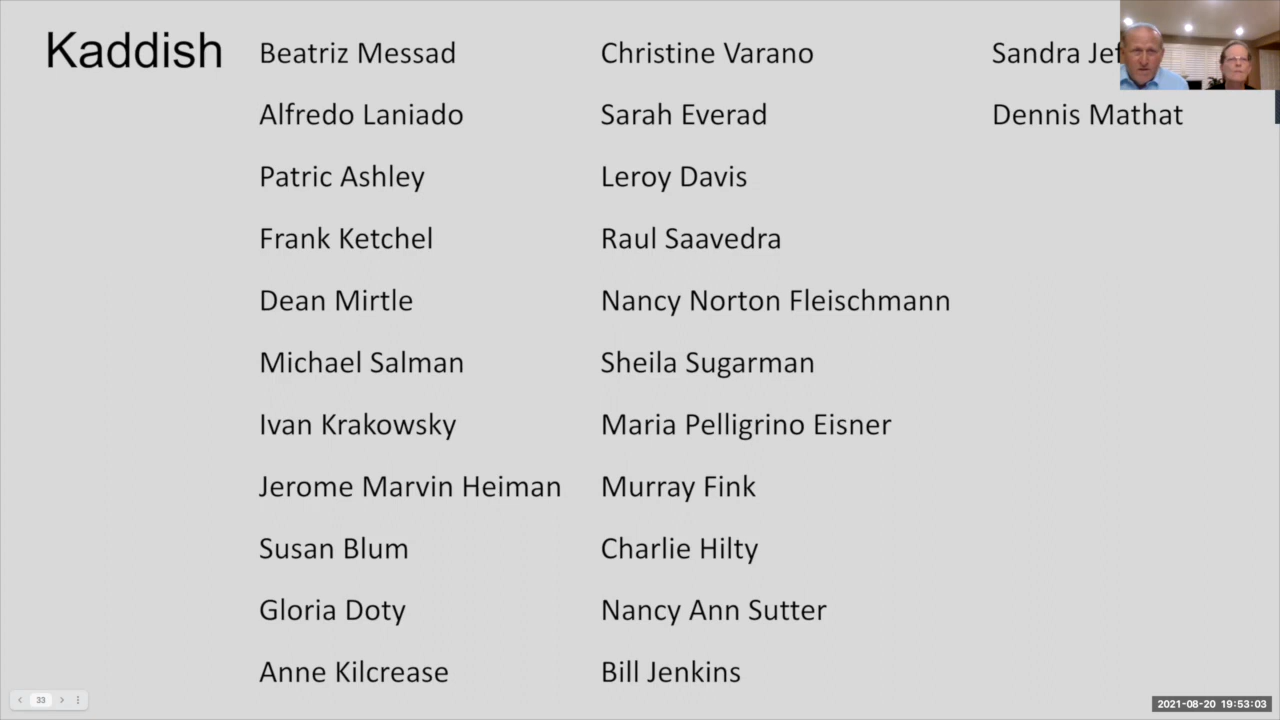 Kaddish
Beatriz Messad
Alfredo Laniado
Patric Ashley
Frank Ketchel
Dean Mirtle
Michael Salman
Ivan Krakowsky
Jerome Marvin Heiman
Susan Blum
Gloria Doty
Anne Kilcrease
Christine Varano
Sarah Everad
Leroy Davis
Raul Saavedra
Nancy Norton Fleischmann
Sheila Sugarman
Maria Pelligrino Eisner
Murray Fink
Charlie Hilty
Nancy Ann Sutter
Bill Jenkins
Sandra
Dennis Mathat
33
2021-08-20 19:53:03